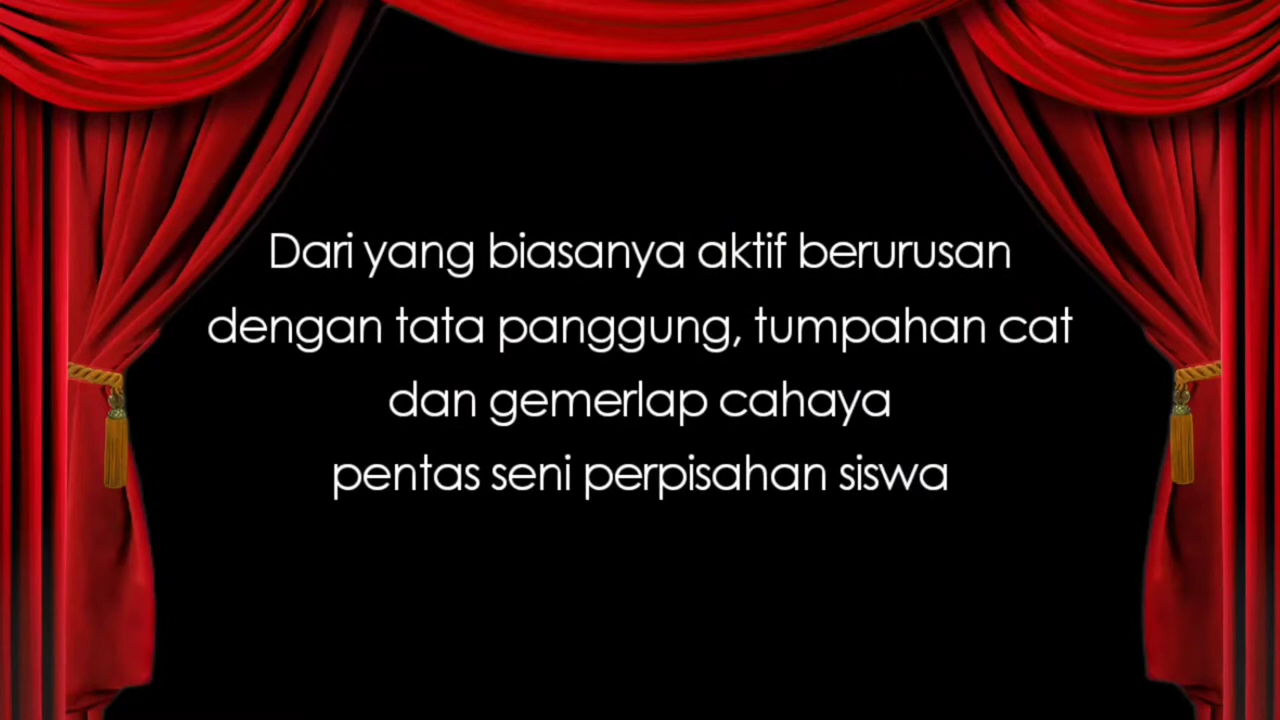 Dari yang biasanya aktif berurusan
dengan tata panggung, tumpahan cat
dan gemerlap cahaya
pentas seni perpisahan siswa